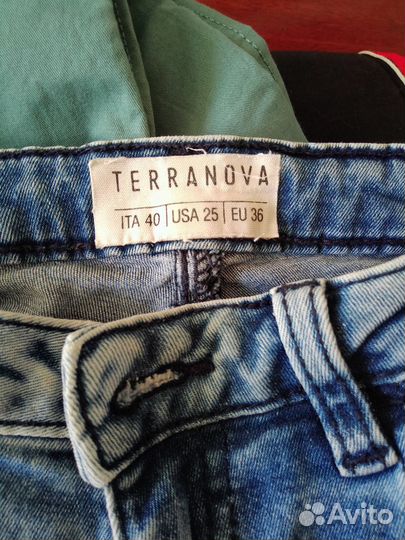 TERRANOVA
ITA 40 | USA 25 | EU 36
Avito